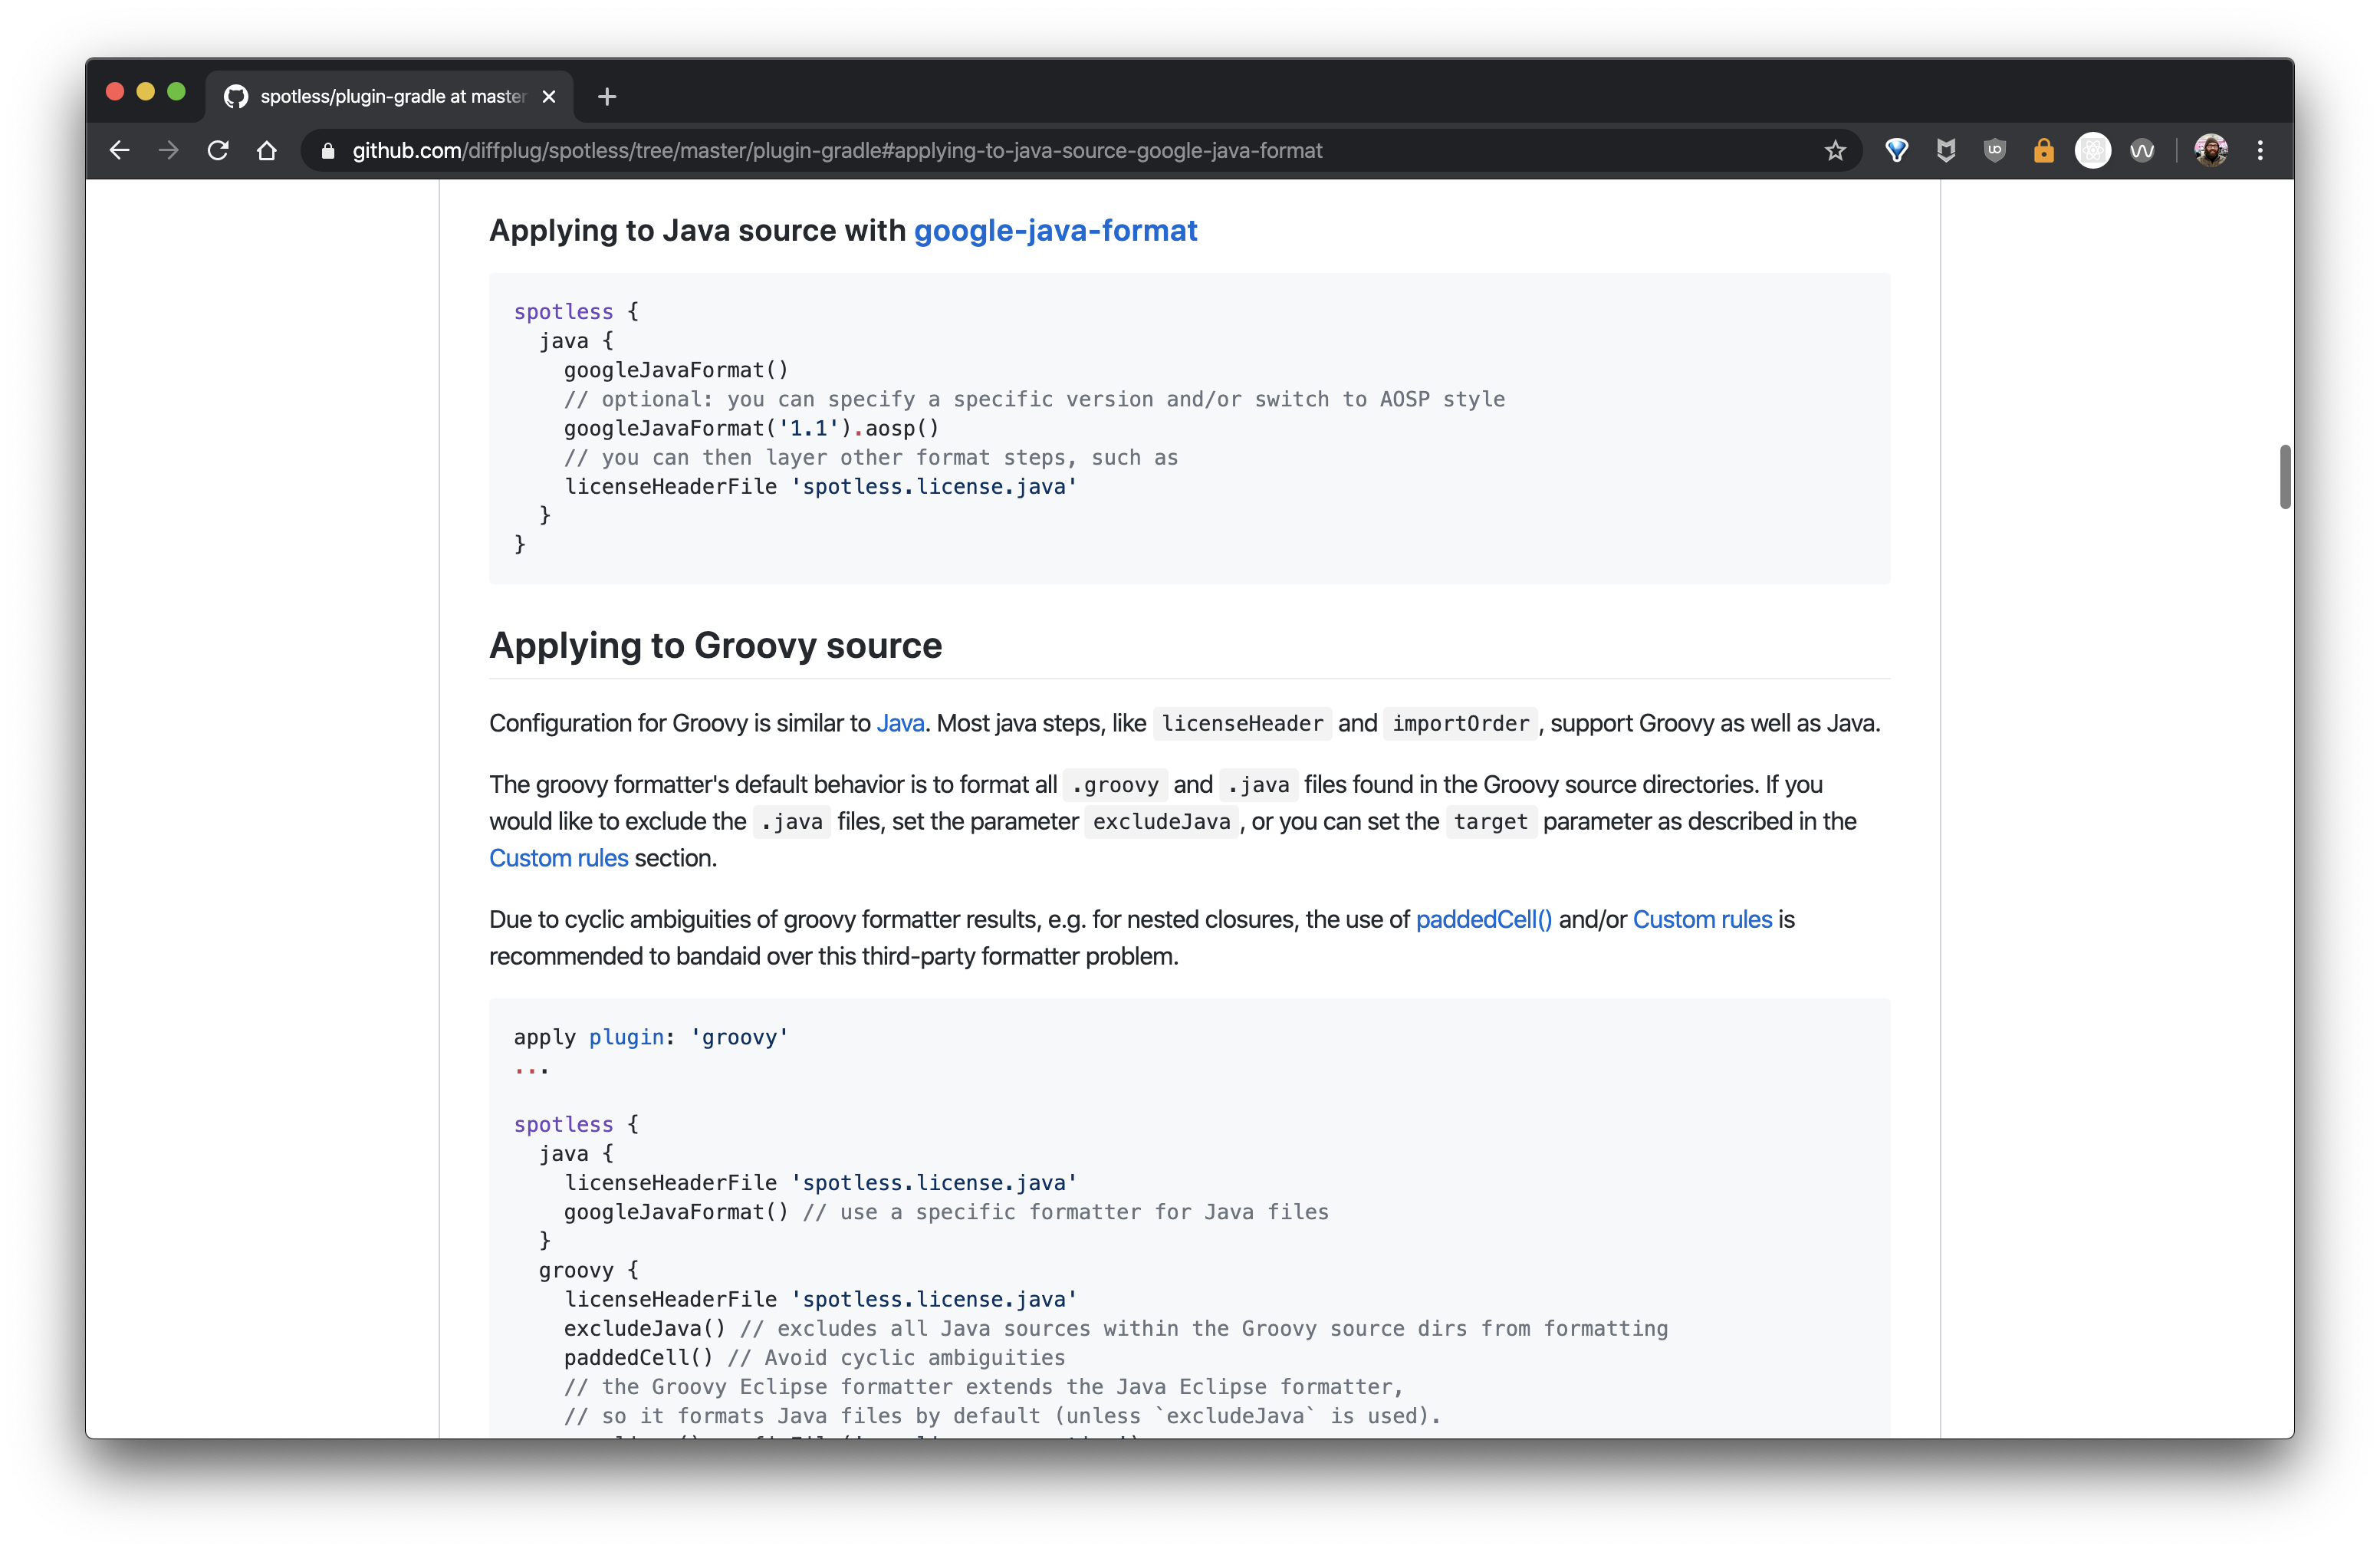 spotless/plugin-gradle at master
github.com/diffplug/spotless/tree/master/plugin-gradle#applying-to-java-source-google-java-format
Applying to Java source with google-java-format
spotless {
  java {
    googleJavaFormat()
    // optional: you can specify a specific version and/or switch to AOSP style
    googleJavaFormat('1.1').aosp()
    // you can then layer other format steps, such as
    licenseHeaderFile 'spotless.license.java'
  }
}
Applying to Groovy source
Configuration for Groovy is similar to Java. Most java steps, like licenseHeader and importOrder, support Groovy as well as Java.
The groovy formatter's default behavior is to format all .groovy and .java files found in the Groovy source directories. If you
would like to exclude the .java files, set the parameter excludeJava, or you can set the target parameter as described in the
Custom rules section.
Due to cyclic ambiguities of groovy formatter results, e.g. for nested closures, the use of paddedCell() and/or Custom rules is
recommended to bandaid over this third-party formatter problem.
apply plugin: 'groovy'
...
spotless {
  java {
    licenseHeaderFile 'spotless.license.java'
    googleJavaFormat() // use a specific formatter for Java files
  }
  groovy {
    licenseHeaderFile 'spotless.license.java'
    excludeJava() // excludes all Java sources within the Groovy source dirs from formatting
    paddedCell() // Avoid cyclic ambiguities
    // the Groovy Eclipse formatter extends the Java Eclipse formatter,
    // so it formats Java files by default (unless `excludeJava` is used).